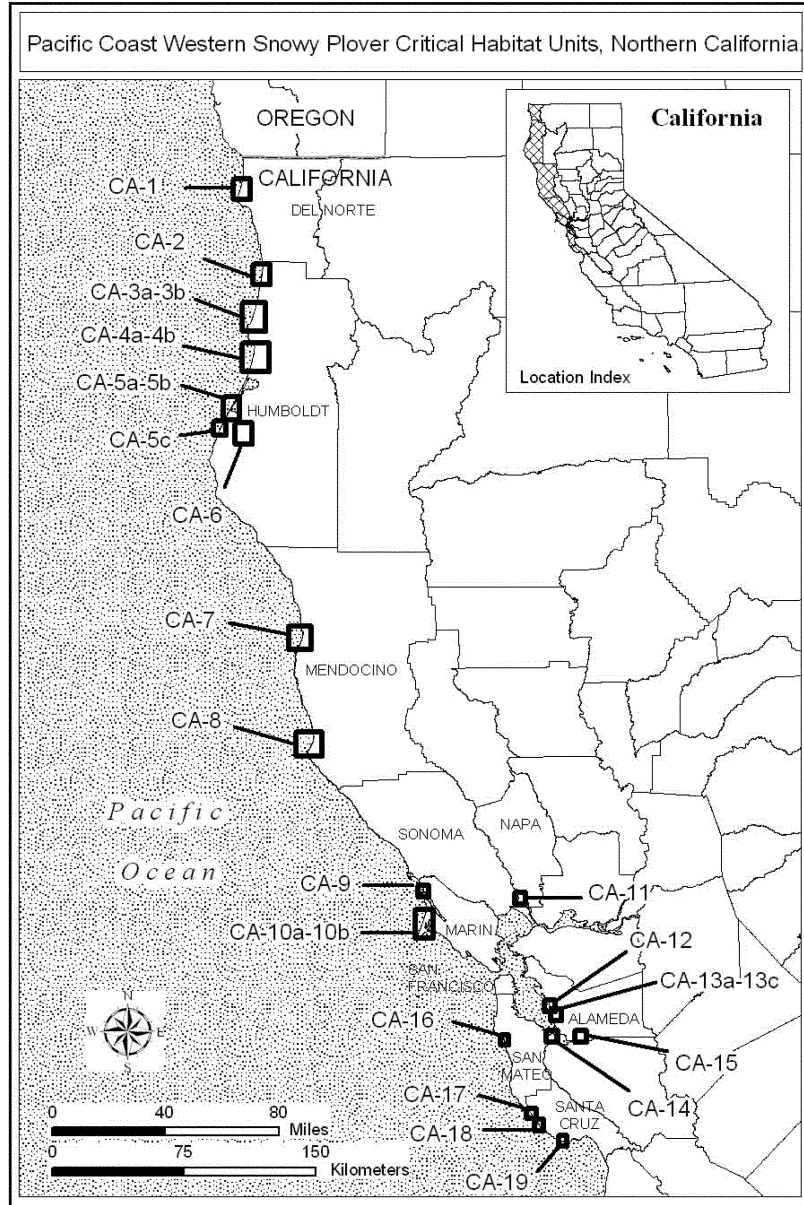 Pacific Coast Western Snowy Plover Critical Habitat Units, Northern California.
OREGON
California
CA-1
CALIFORNIA
DEL NORTE
CA-2
CA-3a-3b
CA-4a-4b
CA-5a-5b
Location Index
HUMBOLDT
CA-5c
CA-6
CA-7
MENDOCINO
CA-8
Pacific
Ocean
SONOMA
NAPA
CA-9
CA-11
CA-10a-10b
MARIN
CA-12
SAN
FRANCISCO
CA-13a-13c
N
W E
S
CA-16
ALAMEDA
SAN
MATEO
CA-15
CA-14
CA-17
SANTA
CRUZ
0 40 80
Miles
CA-18
0 75 150
Kilometers
CA-19